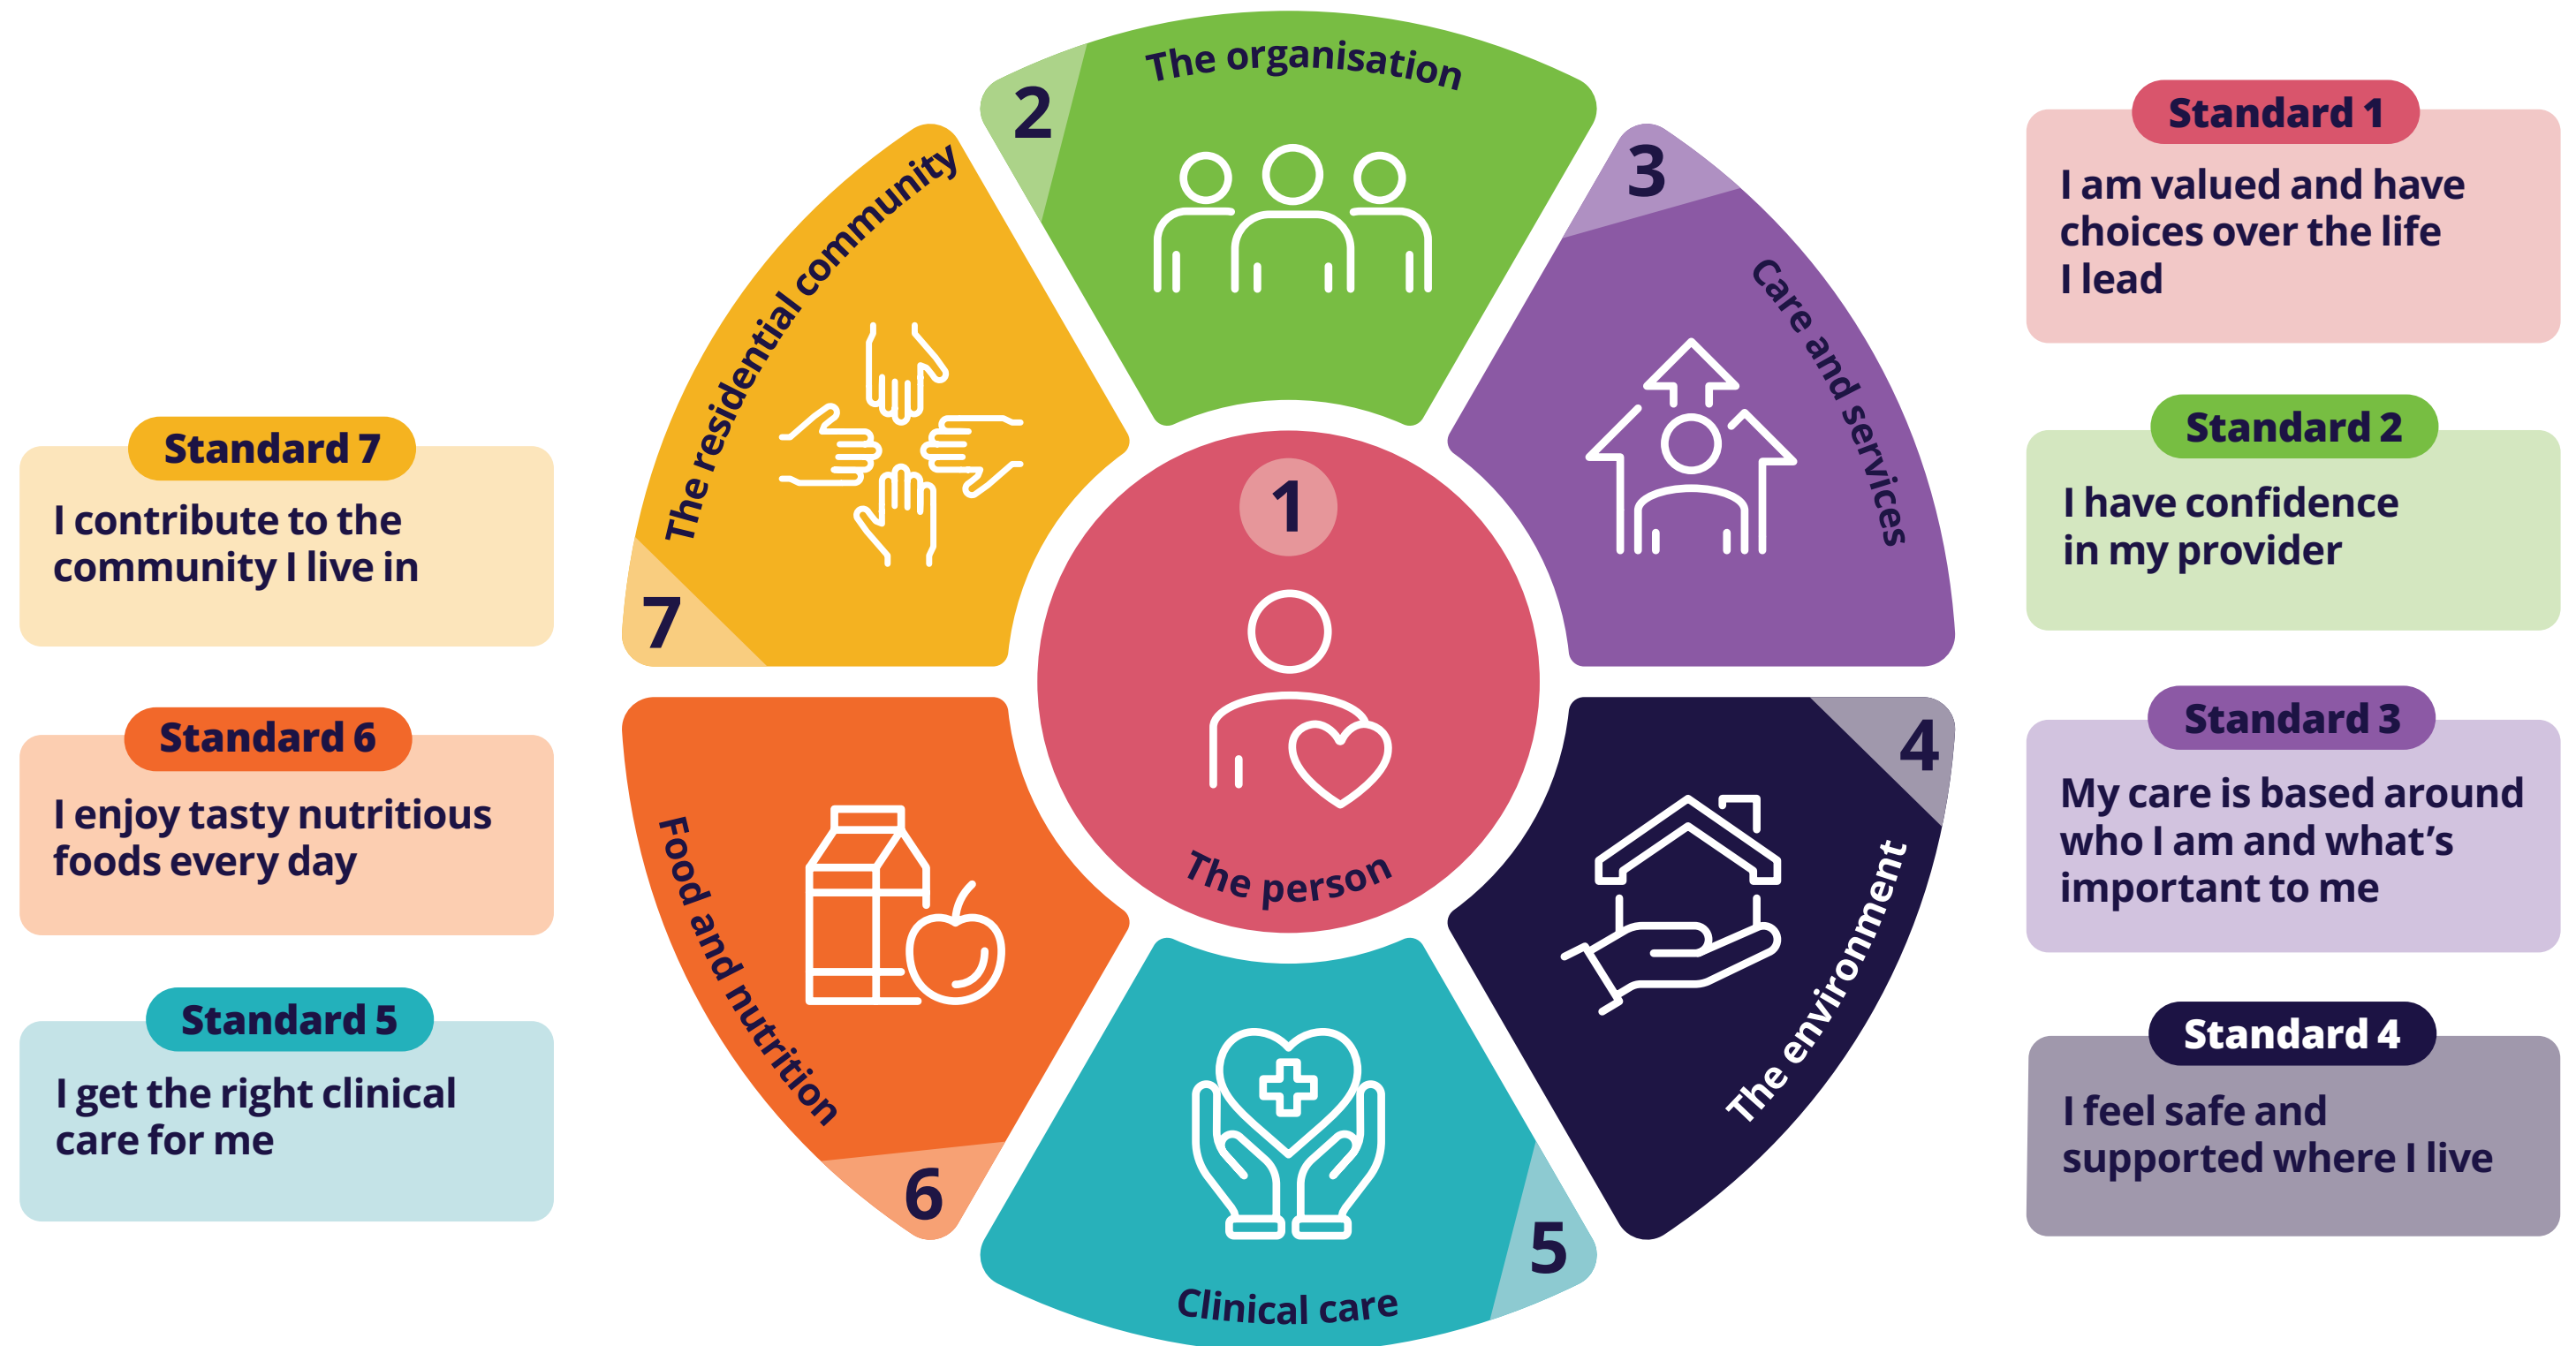 2
The organisation
3
Care and services
4
The environment
5
Clinical care
6
Food and nutrition
7
The residential community
1
The person
Standard 1
I am valued and have
choices over the life
I lead
Standard 2
I have confidence
in my provider
Standard 3
My care is based around
who I am and what’s
important to me
Standard 4
I feel safe and
supported where I live
Standard 7
I contribute to the
community I live in
Standard 6
I enjoy tasty nutritious
foods every day
Standard 5
I get the right clinical
care for me